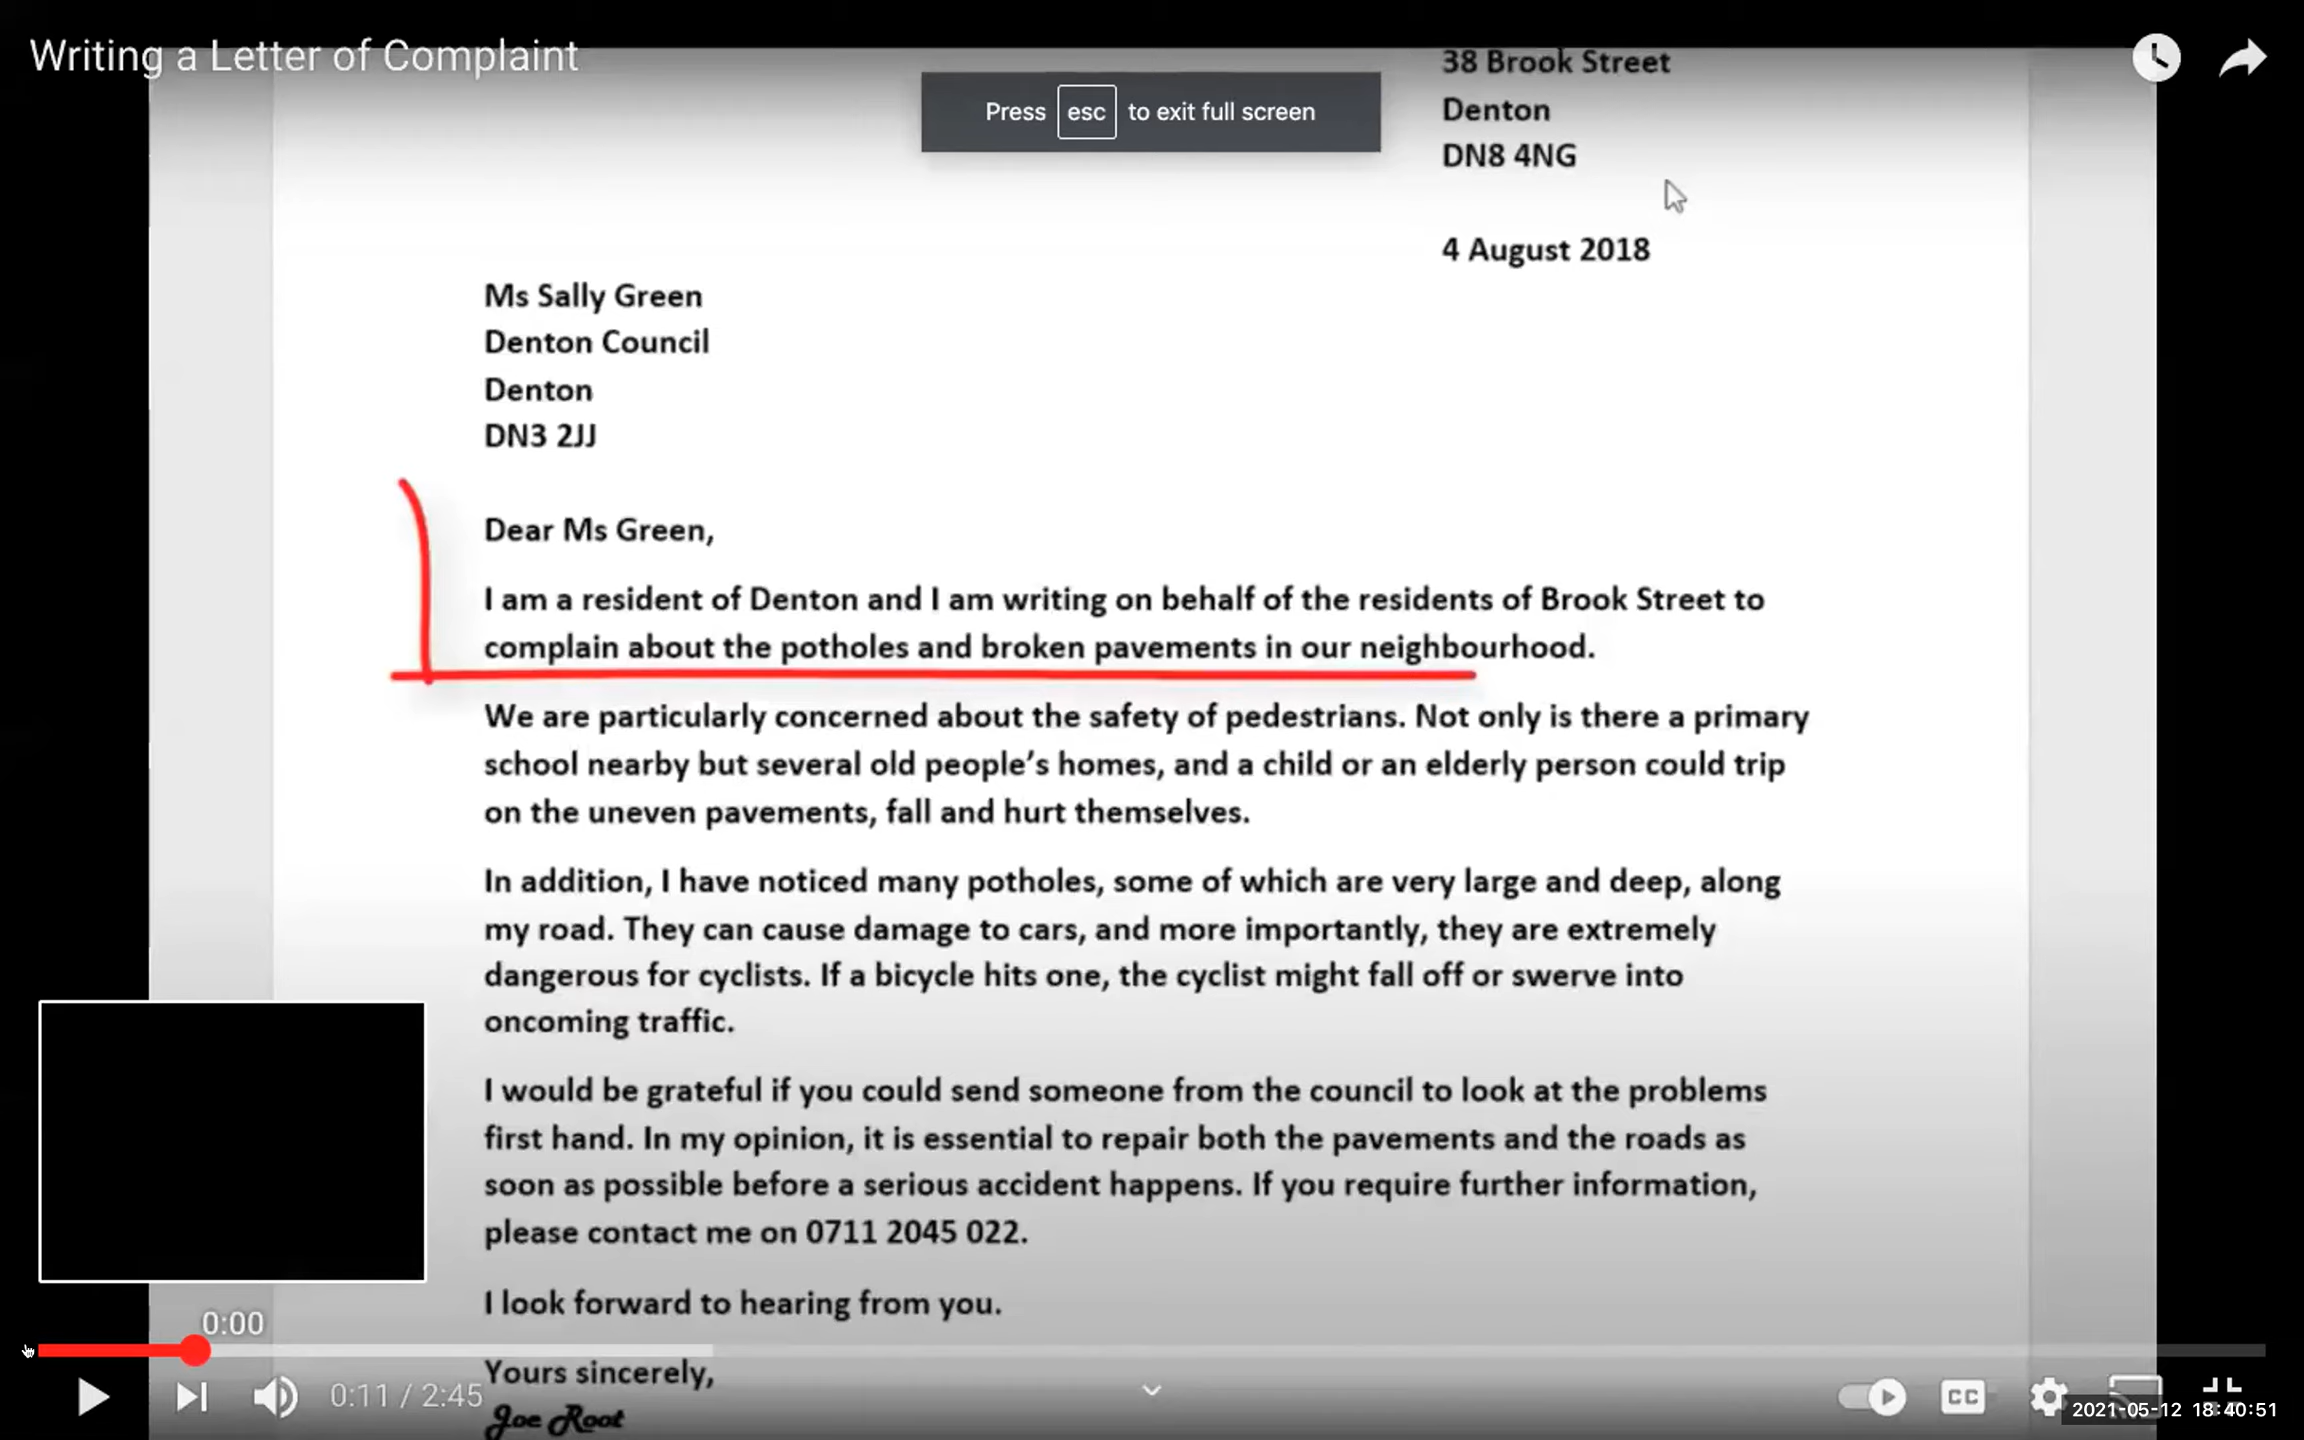 Writing a Letter of Complaint
Press esc to exit full screen
38 Brook Street
Denton
DN8 4NG
4 August 2018
Ms Sally Green
Denton Council
Denton
DN3 2JJ
Dear Ms Green,
I am a resident of Denton and I am writing on behalf of the residents of Brook Street to
complain about the potholes and broken pavements in our neighbourhood.
We are particularly concerned about the safety of pedestrians. Not only is there a primary
school nearby but several old people's homes, and a child or an elderly person could trip
on the uneven pavements, fall and hurt themselves.
In addition, I have noticed many potholes, some of which are very large and deep, along
my road. They can cause damage to cars, and more importantly, they are extremely
dangerous for cyclists. If a bicycle hits one, the cyclist might fall off or swerve into
oncoming traffic.
I would be grateful if you could send someone from the council to look at the problems
first hand. In my opinion, it is essential to repair both the pavements and the roads as
soon as possible before a serious accident happens. If you require further information,
please contact me on 0711 2045 022.
I look forward to hearing from you.
0:00
Yours sincerely,
Joe Root
0:11 / 2:45
CC
2021-05-12 18:40:51